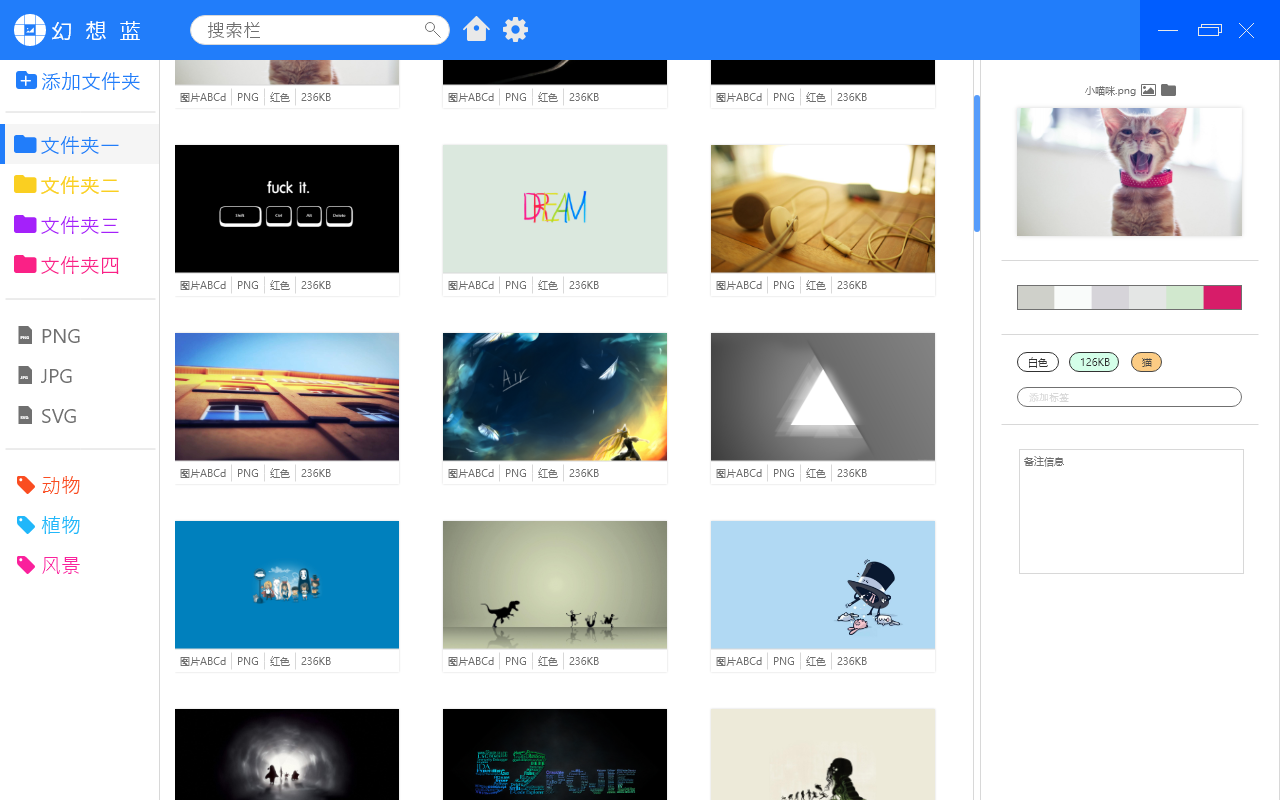 幻想蓝
搜索栏
添加文件夹
文件夹一
文件夹二
文件夹三
文件夹四
PNG
JPG
SVG
动物
植物
风景
图片ABCd PNG 红色 236KB
图片ABCd PNG 红色 236KB
图片ABCd PNG 红色 236KB
fuck it.
Ctrl Alt Delete
DREAM
图片ABCd PNG 红色 236KB
图片ABCd PNG 红色 236KB
图片ABCd PNG 红色 236KB
Air
图片ABCd PNG 红色 236KB
图片ABCd PNG 红色 236KB
图片ABCd PNG 红色 236KB
图片ABCd PNG 红色 236KB
图片ABCd PNG 红色 236KB
图片ABCd PNG 红色 236KB
52 POJIE
小喵咪.png
白色 126KB 猫
添加标签
备注信息